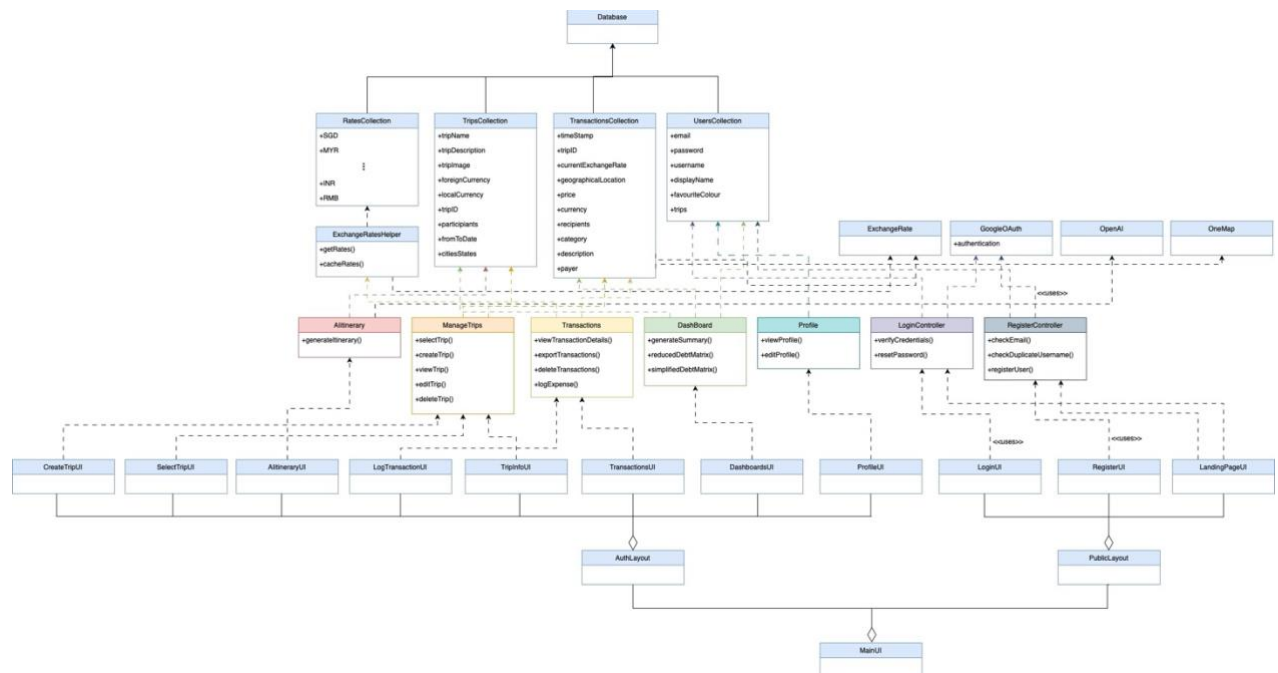 Database
RatesCollection
+SGD
+MYR
+INR
+RMB
TripsCollection
+tripName
+tripDescription
+tripImage
+foreignCurrency
+localCurrency
+tripID
+participants
+fromToDate
+citiesStates
TransactionsCollection
+timeStamp
+tripID
+currentExchangeRate
+geographicalLocation
+price
+currency
+recipients
+category
+description
+payer
UsersCollection
+email
+password
+username
+displayName
+favouriteColour
+trips
ExchangeRatesHelper
+getRates()
+cacheRates()
ExchangeRate
GoogleOAuth
+authentication
OpenAI
OneMap
<<uses>>
AIitinerary
+generateItinerary()
ManageTrips
+selectTrip()
+createTrip()
+viewTrip()
+editTrip()
+deleteTrip()
Transactions
+viewTransactionDetails()
+exportTransactions()
+deleteTransactions()
+logExpense()
DashBoard
+generateSummary()
+reducedDebtMatrix()
+simplifiedDebtMatrix()
Profile
+viewProfile()
+editProfile()
LoginController
+verifyCredentials()
+resetPassword()
RegisterController
+checkEmail()
+checkDuplicateUsername()
+registerUser()
<<uses>>
<<uses>>
CreateTripUI
SelectTripUI
AIitineraryUI
LogTransactionUI
TripInfoUI
TransactionsUI
DashboardsUI
ProfileUI
LoginUI
RegisterUI
LandingPageUI
AuthLayout
PublicLayout
MainUI